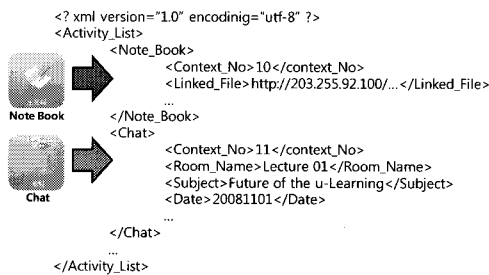 <? xml version="1.0" encodinig="utf-8" ?>
<Activity_List>
<Note_Book>
<Context_No>10</context_No>
<Linked_File>http://203.255.92.100/...</Linked_File>
...
Note Book
</Note_Book>
<Chat>
<Context_No>11</context_No>
<Room_Name>Lecture 01</Room_Name>
<Subject>Future of the u-Learning</Subject>
<Date>20081101</Date>
Chat
...
</Chat>
...
</Activity_List>